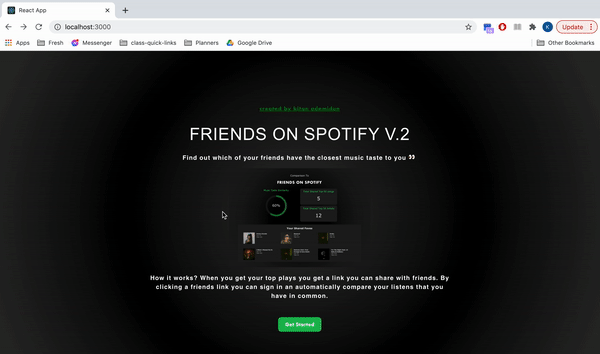 React App
localhost:3000
Update
Apps
Fresh
Messenger
class-quick-links
Planners
Google Drive
Other Bookmarks
created by kitan ademidun
FRIENDS ON SPOTIFY V.2
Find out which of your friends have the closest music taste to you 👀
FRIENDS ON SPOTIFY
60%
5
12
How it works? When you get your top plays you get a link you can share with friends. By
clicking a friends link you can sign in an automatically compare your listens that you
have in common.
Get Started